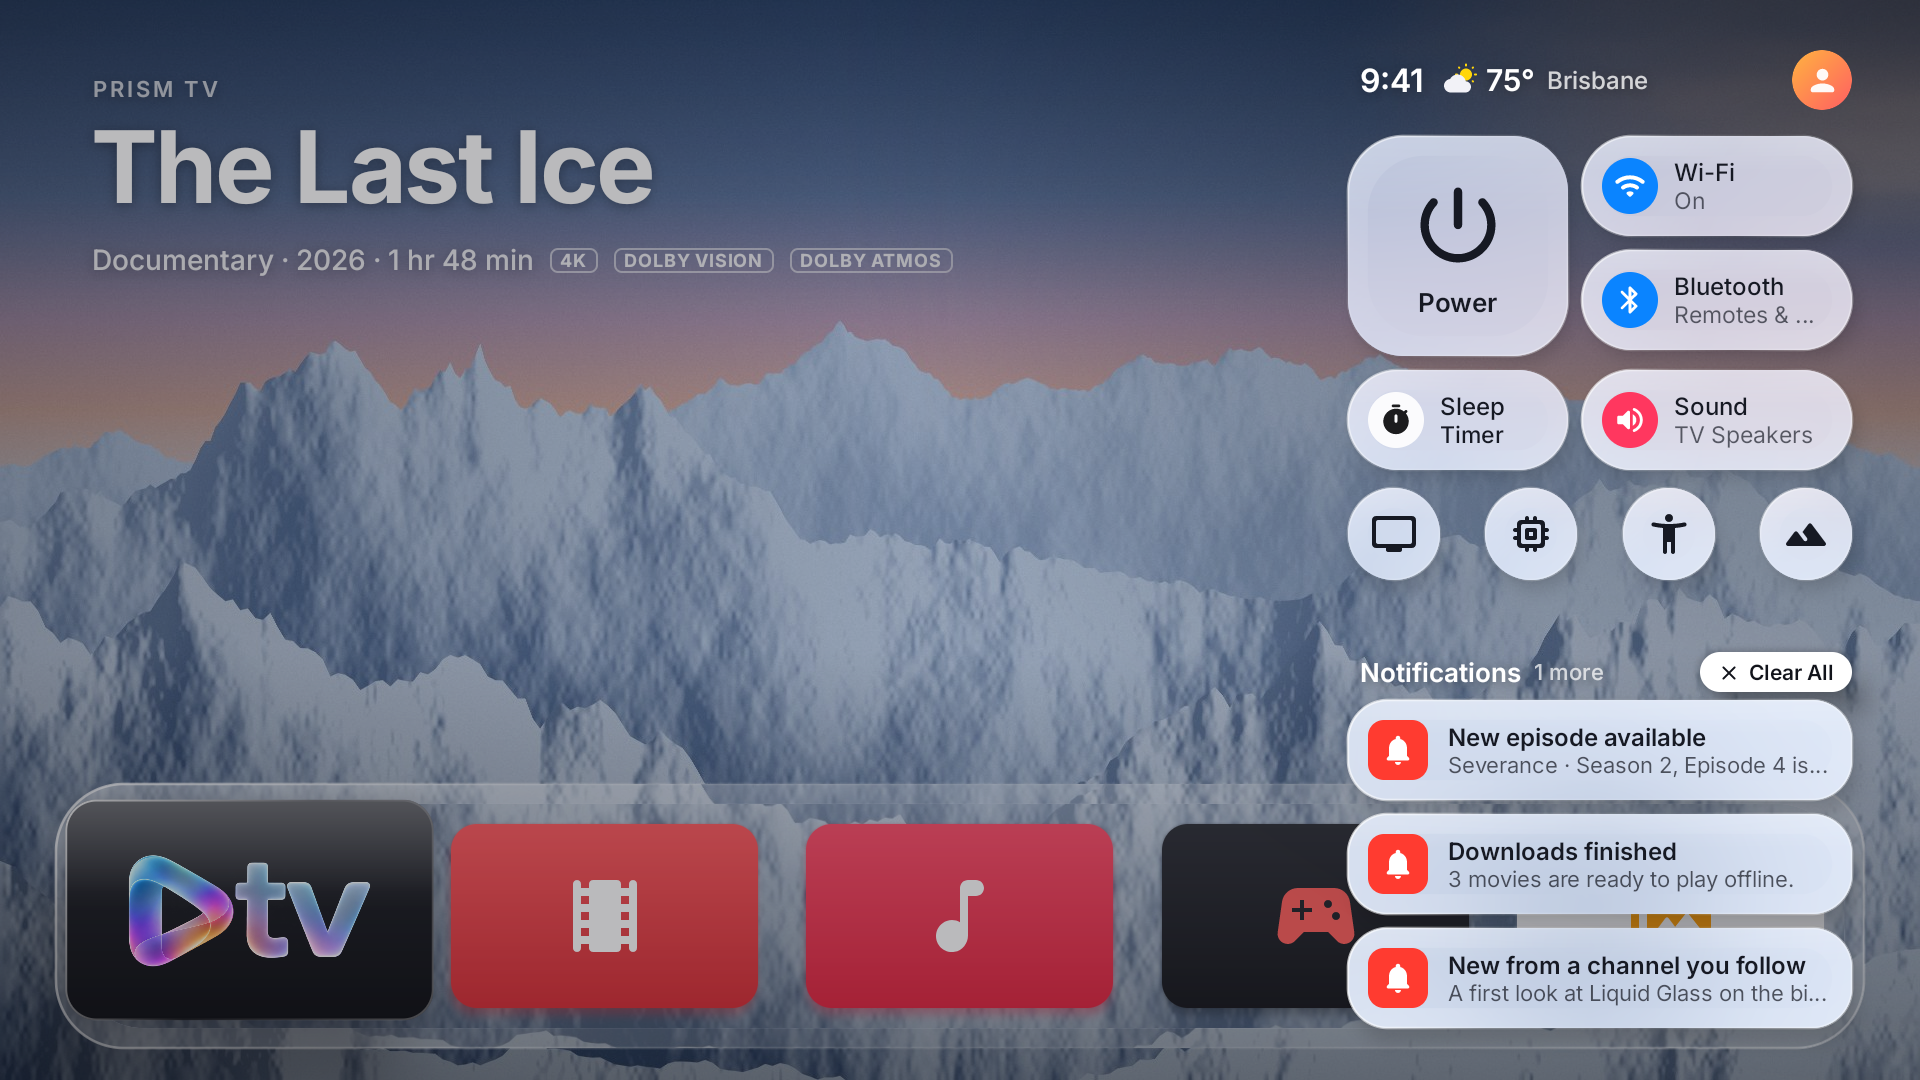 PRISM TV
The Last Ice
Documentary · 2026 · 1 hr 48 min 4K DOLBY VISION DOLBY ATMOS
9:41 75° Brisbane
Power
Wi-Fi
On
Bluetooth
Remotes & ...
Sleep
Timer
Sound
TV Speakers
Notifications 1 more
Clear All
New episode available
Severance · Season 2, Episode 4 is...
Downloads finished
3 movies are ready to play offline.
New from a channel you follow
A first look at Liquid Glass on the bi...
tv